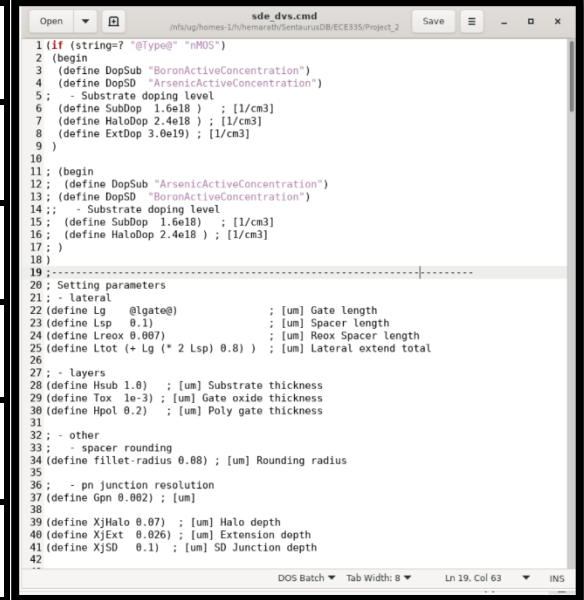 Open
sde_dvs.cmd
/nfs/ug/homes-1/h/hemarath/SentaurusDB/ECE335/Project_2
Save
1 (if (string=? "@Type@" "nMOS")
2 (begin
3 (define DopSub "BoronActiveConcentration")
4 (define DopSD "ArsenicActiveConcentration")
5 ; - Substrate doping level
6 (define SubDop 1.6e18 ) ; [1/cm3]
7 (define HaloDop 2.4e18 ) ; [1/cm3]
8 (define ExtDop 3.0e19) ; [1/cm3]
9 )
10
11 ; (begin
12 ; (define DopSub "ArsenicActiveConcentration")
13 ; (define DopSD "BoronActiveConcentration")
14 ;; - Substrate doping level
15 ; (define SubDop 1.6e18) ; [1/cm3]
16 ; (define HaloDop 2.4e18 ) ; [1/cm3]
17 ; )
18 )
19 ;----------------------------------------------------------------------
20 ; Setting parameters
21 ; - lateral
22 (define Lg @lgate@) ; [um] Gate length
23 (define Lsp 0.1) ; [um] Spacer length
24 (define Lreox 0.007) ; [um] Reox Spacer length
25 (define Ltot (+ Lg (* 2 Lsp) 0.8) ) ; [um] Lateral extend total
26
27 ; - layers
28 (define Hsub 1.0) ; [um] Substrate thickness
29 (define Tox 1e-3) ; [um] Gate oxide thickness
30 (define Hpol 0.2) ; [um] Poly gate thickness
31
32 ; - other
33 ; - spacer rounding
34 (define fillet-radius 0.08) ; [um] Rounding radius
35
36 ; - pn junction resolution
37 (define Gpn 0.002) ; [um]
38
39 (define XjHalo 0.07) ; [um] Halo depth
40 (define XjExt 0.026) ; [um] Extension depth
41 (define XjSD 0.1) ; [um] SD Junction depth
42
DOS Batch Tab Width: 8 Ln 19, Col 63 INS